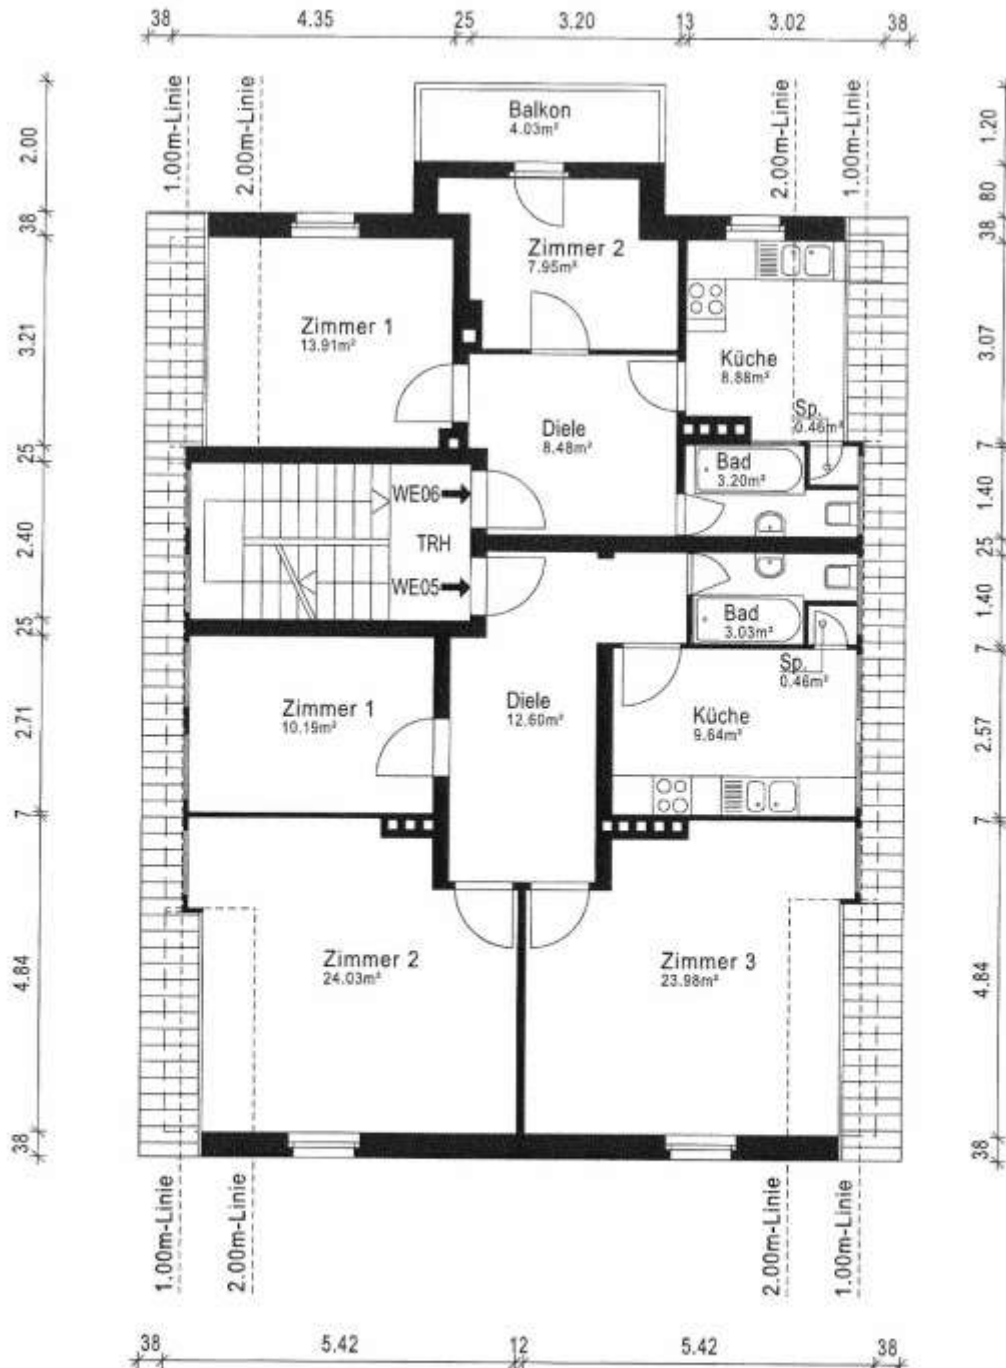 38 4.35 25 3.20 13 3.02 38
1.00m-Linie
2.00m-Linie
2.00m-Linie
1.00m-Linie
2.00
38
3.21
25
2.40
25
2.71
7
4.84
38
1.20
80
38
3.07
7
1.40
25
1.40
7
2.57
7
4.84
38
Balkon
4.03m²
Zimmer 2
7.95m²
Zimmer 1
13.91m²
Küche
8.88m²
Sp.
0.46m²
Diele
8.48m²
Bad
3.20m²
WE06
TRH
WE05
Bad
3.03m²
Sp.
0.46m²
Zimmer 1
10.19m²
Diele
12.60m²
Küche
9.64m²
Zimmer 2
24.03m²
Zimmer 3
23.98m²
1.00m-Linie
2.00m-Linie
2.00m-Linie
1.00m-Linie
38 5.42 12 5.42 38